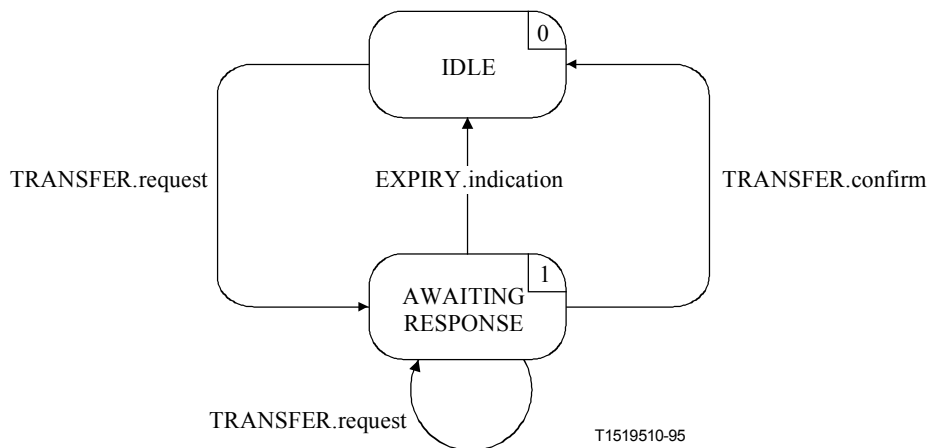 0
IDLE
TRANSFER.request
EXPIRY.indication
TRANSFER.confirm
1
AWAITING
RESPONSE
TRANSFER.request
T1519510-95